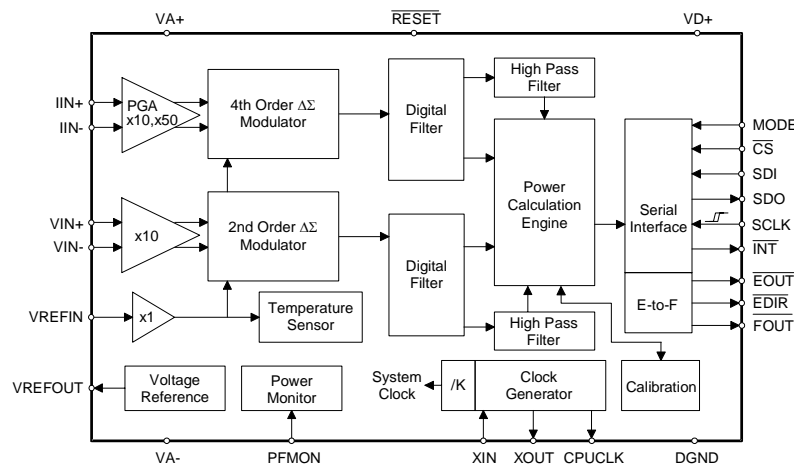 VA+
RESET
VD+
IIN+
IIN-
PGA
x10,x50
4th Order ΔΣ
Modulator
Digital
Filter
High Pass
Filter
VIN+
VIN-
x10
2nd Order ΔΣ
Modulator
Digital
Filter
Power
Calculation
Engine
Serial
Interface
MODE
CS
SDI
SDO
SCLK
INT
E-to-F
EOUT
EDIR
FOUT
VREFIN
x1
Temperature
Sensor
High Pass
Filter
VREFOUT
Voltage
Reference
Power
Monitor
System
Clock
/K
Clock
Generator
Calibration
VA-
PFMON
XIN
XOUT
CPUCLK
DGND